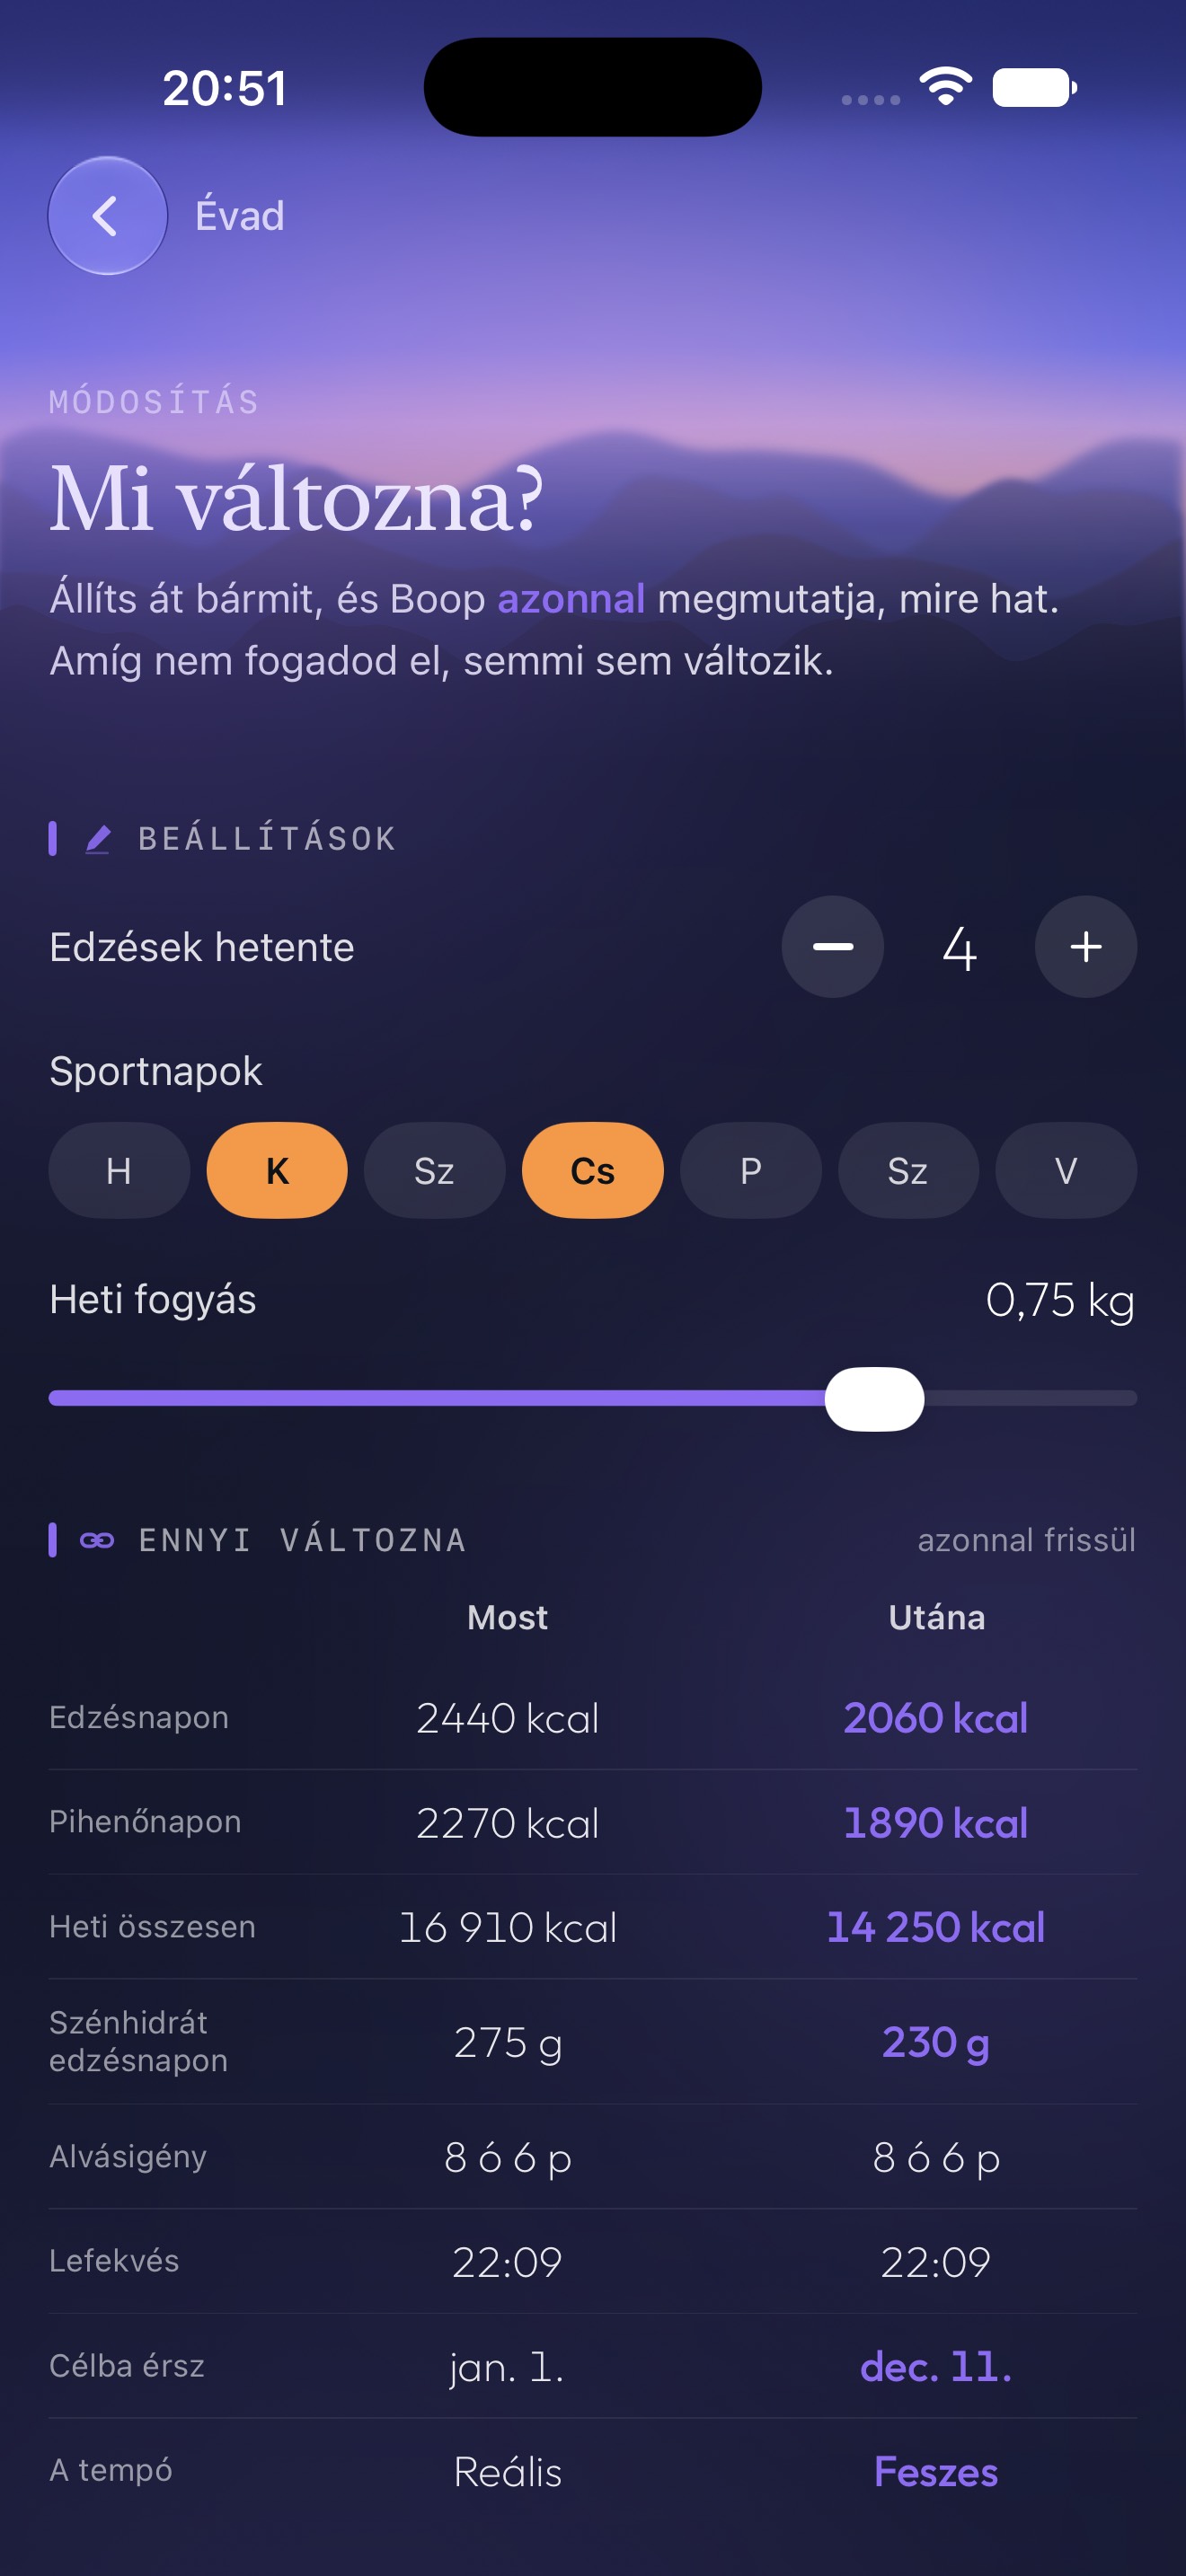 20:51
Évad
MÓDOSÍTÁS
Mi változna?
Állíts át bármit, és Boop azonnal megmutatja, mire hat.
Amíg nem fogadod el, semmi sem változik.
BEÁLLÍTÁSOK
Edzések hetente 4
Sportnapok
H K Sz Cs P Sz V
Heti fogyás 0,75 kg
ENNYI VÁLTOZNA azonnal frissül
Most Utána
Edzésnapon 2440 kcal 2060 kcal
Pihenőnapon 2270 kcal 1890 kcal
Heti összesen 16 910 kcal 14 250 kcal
Szénhidrát
edzésnapon 275 g 230 g
Alvásigény 8 ó 6 p 8 ó 6 p
Lefekvés 22:09 22:09
Célba érsz jan. 1. dec. 11.
A tempó Reális Feszes